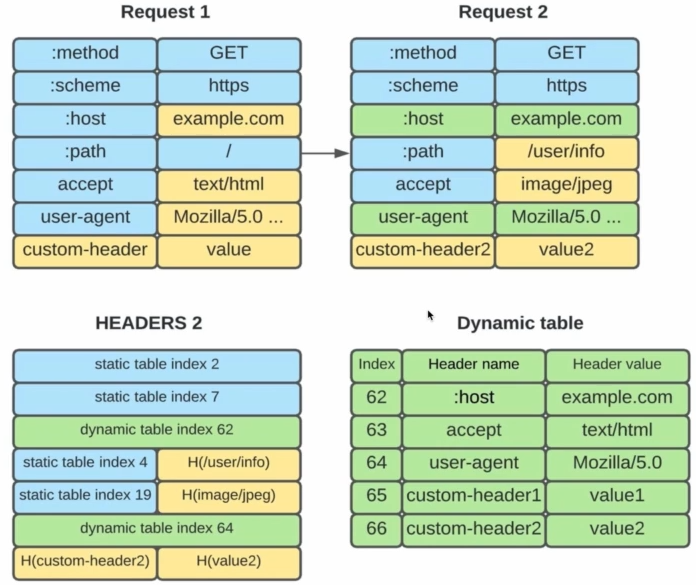 Request 1
:method GET
:scheme https
:host example.com
:path /
accept text/html
user-agent Mozilla/5.0 ...
custom-header value
Request 2
:method GET
:scheme https
:host example.com
:path /user/info
accept image/jpeg
user-agent Mozilla/5.0 ...
custom-header2 value2
HEADERS 2
static table index 2
static table index 7
dynamic table index 62
static table index 4 H(/user/info)
static table index 19 H(image/jpeg)
dynamic table index 64
H(custom-header2) H(value2)
Dynamic table
Index Header name Header value
62 :host example.com
63 accept text/html
64 user-agent Mozilla/5.0
65 custom-header1 value1
66 custom-header2 value2